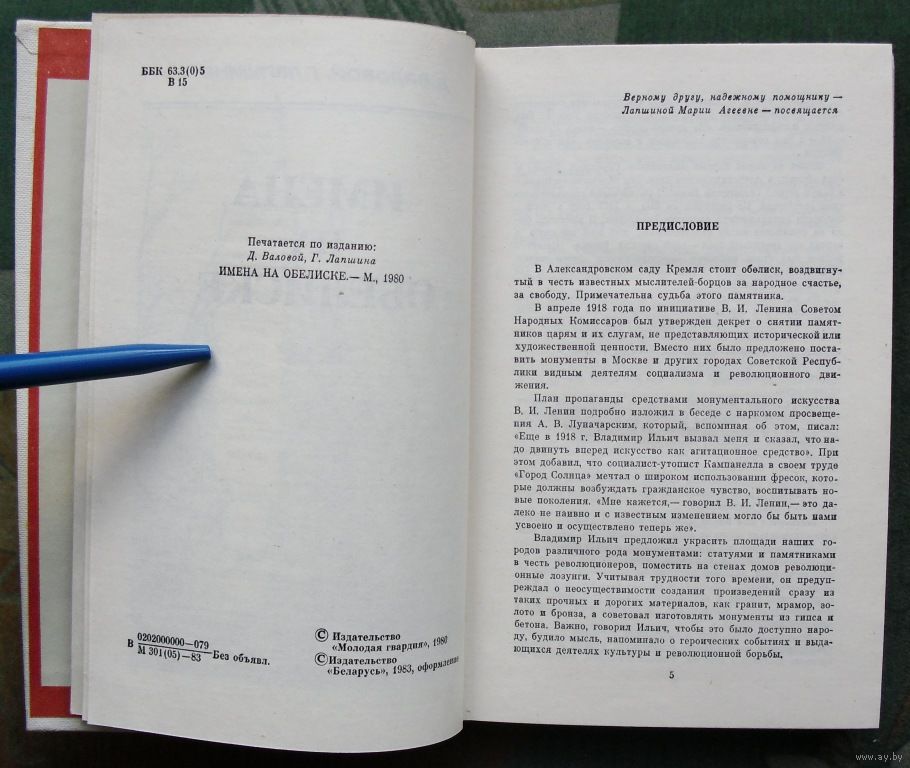 ББК 63.3(0)5
В 15
Печатается по изданию:
Д. Валовой, Г. Лапшина
ИМЕНА НА ОБЕЛИСКЕ.— М., 1980
В 0202000000—079
М 301(05)—83 Без объявл.
© Издательство
«Молодая гвардия», 1980
© Издательство
«Беларусь», 1983, оформление
Верному другу, надежному помощнику —
Лапшиной Марии Агеевне — посвящается
ПРЕДИСЛОВИЕ
В Александровском саду Кремля стоит обелиск, воздвигну-
тый в честь известных мыслителей-борцов за народное счастье,
за свободу. Примечательна судьба этого памятника.
В апреле 1918 года по инициативе В. И. Ленина Советом
Народных Комиссаров был утвержден декрет о снятии памят-
ников царям и их слугам, не представляющих исторической или
художественной ценности. Вместо них было предложено поста-
вить монументы в Москве и других городах Советской Респуб-
лики видным деятелям социализма и революционного дви-
жения.
План пропаганды средствами монументального искусства
В. И. Ленин подробно изложил в беседе с наркомом просвеще-
ния А. В. Луначарским, который, вспоминая об этом, писал:
«Еще в 1918 г. Владимир Ильич вызвал меня и сказал, что на-
до двинуть вперед искусство как агитационное средство». При
этом добавил, что социалист-утопист Кампанелла в своем труде
«Город Солнца» мечтал о широком использовании фресок, кото-
рые должны возбуждать гражданское чувство, воспитывать но-
вые поколения. «Мне кажется,— говорил В. И. Ленин,— это да-
леко не наивно и с известным изменением могло бы быть нами
усвоено и осуществлено теперь же».
Владимир Ильич предложил украсить площади наших го-
родов различного рода монументами: статуями и памятниками
в честь революционеров, поместить на стенах домов революци-
онные лозунги. Учитывая трудности того времени, он предуп-
реждал о неосуществимости создания произведений сразу из
таких прочных и дорогих материалов, как гранит, мрамор, зо-
лото и бронза, а советовал изготовлять монументы из гипса и
бетона. Важно, говорил Ильич, чтобы это было доступно наро-
ду, будило мысль, напоминало о героических событиях и выда-
ющихся деятелях культуры и революционной борьбы.
5
www.ay.by